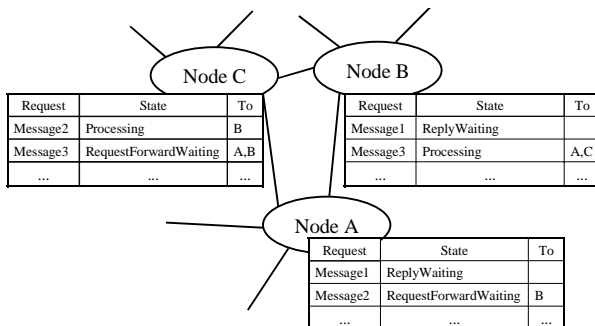 Node C
Node B
Request State To
Message2 Processing B
Message3 RequestForwardWaiting A,B
... ... ...
Request State To
Message1 ReplyWaiting
Message3 Processing A,C
... ... ...
Node A
Request State To
Message1 ReplyWaiting
Message2 RequestForwardWaiting B
... ... ...